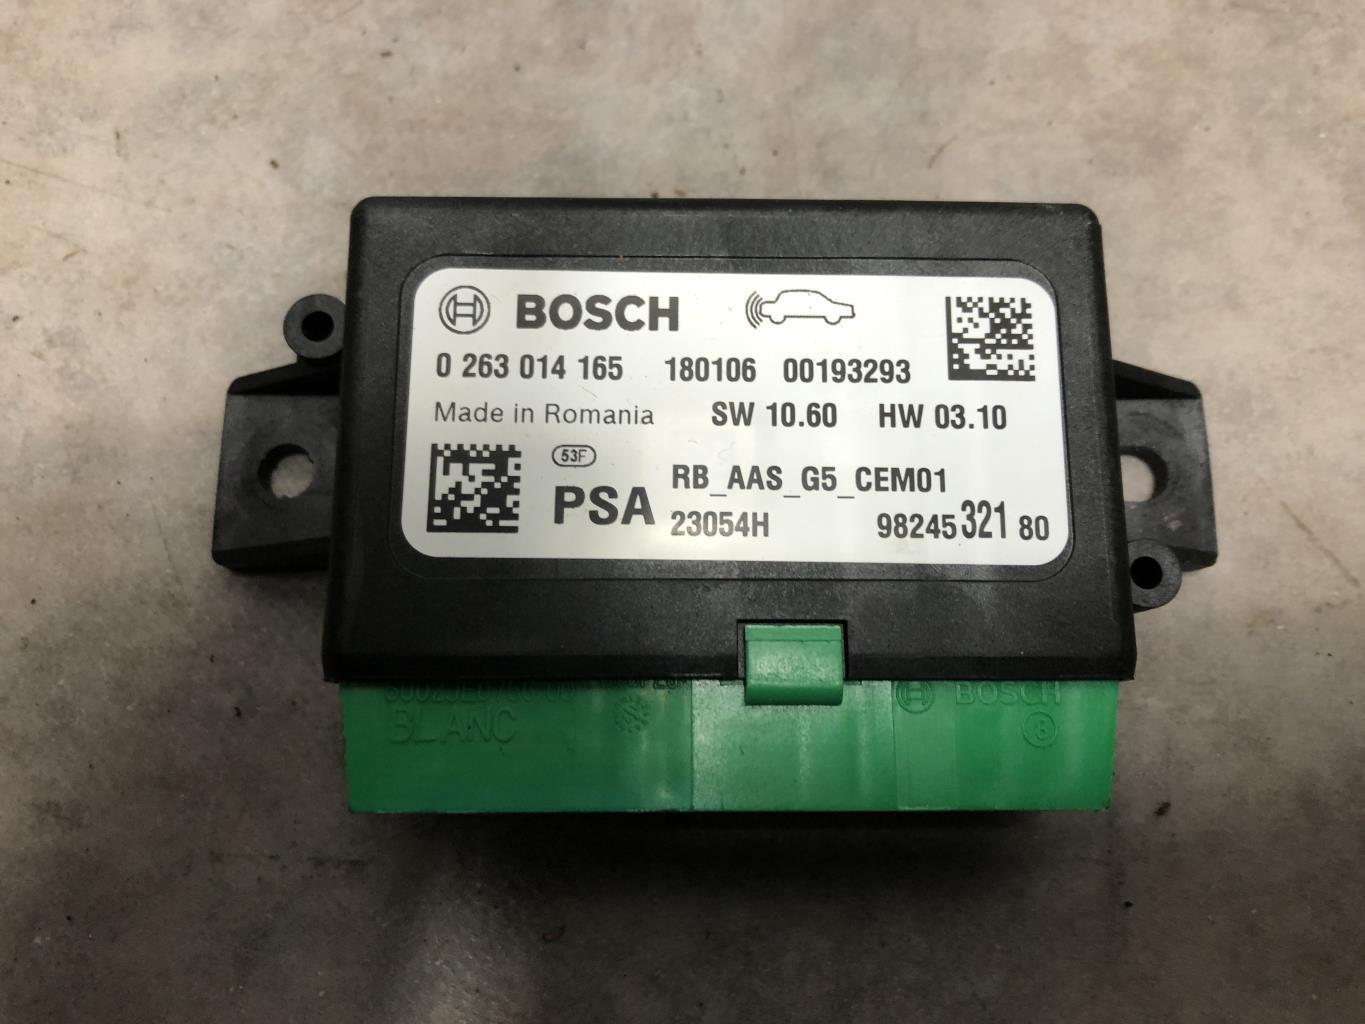 BOSCH
0 263 014 165 180106 00193293
Made in Romania SW 10.60 HW 03.10
53F
RB_AAS_G5_CEM01
PSA 23054H 98245 321 80
BOSCH
BLANC
8